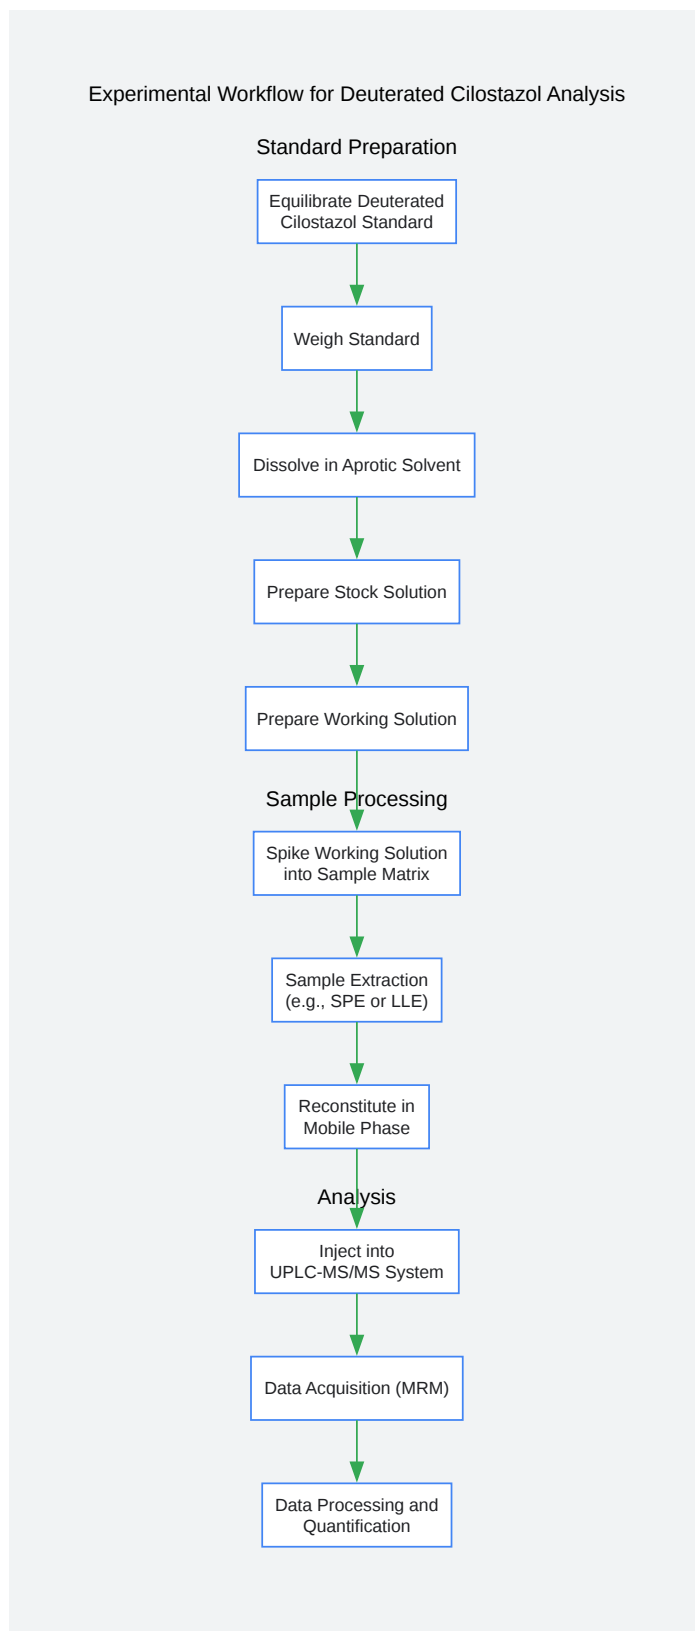 Experimental Workflow for Deuterated Cilostazol Analysis
Standard Preparation
Equilibrate Deuterated
Cilostazol Standard
Weigh Standard
Dissolve in Aprotic Solvent
Prepare Stock Solution
Prepare Working Solution
Sample Processing
Spike Working Solution
into Sample Matrix
Sample Extraction
(e.g., SPE or LLE)
Reconstitute in
Mobile Phase
Analysis
Inject into
UPLC-MS/MS System
Data Acquisition (MRM)
Data Processing and
Quantification